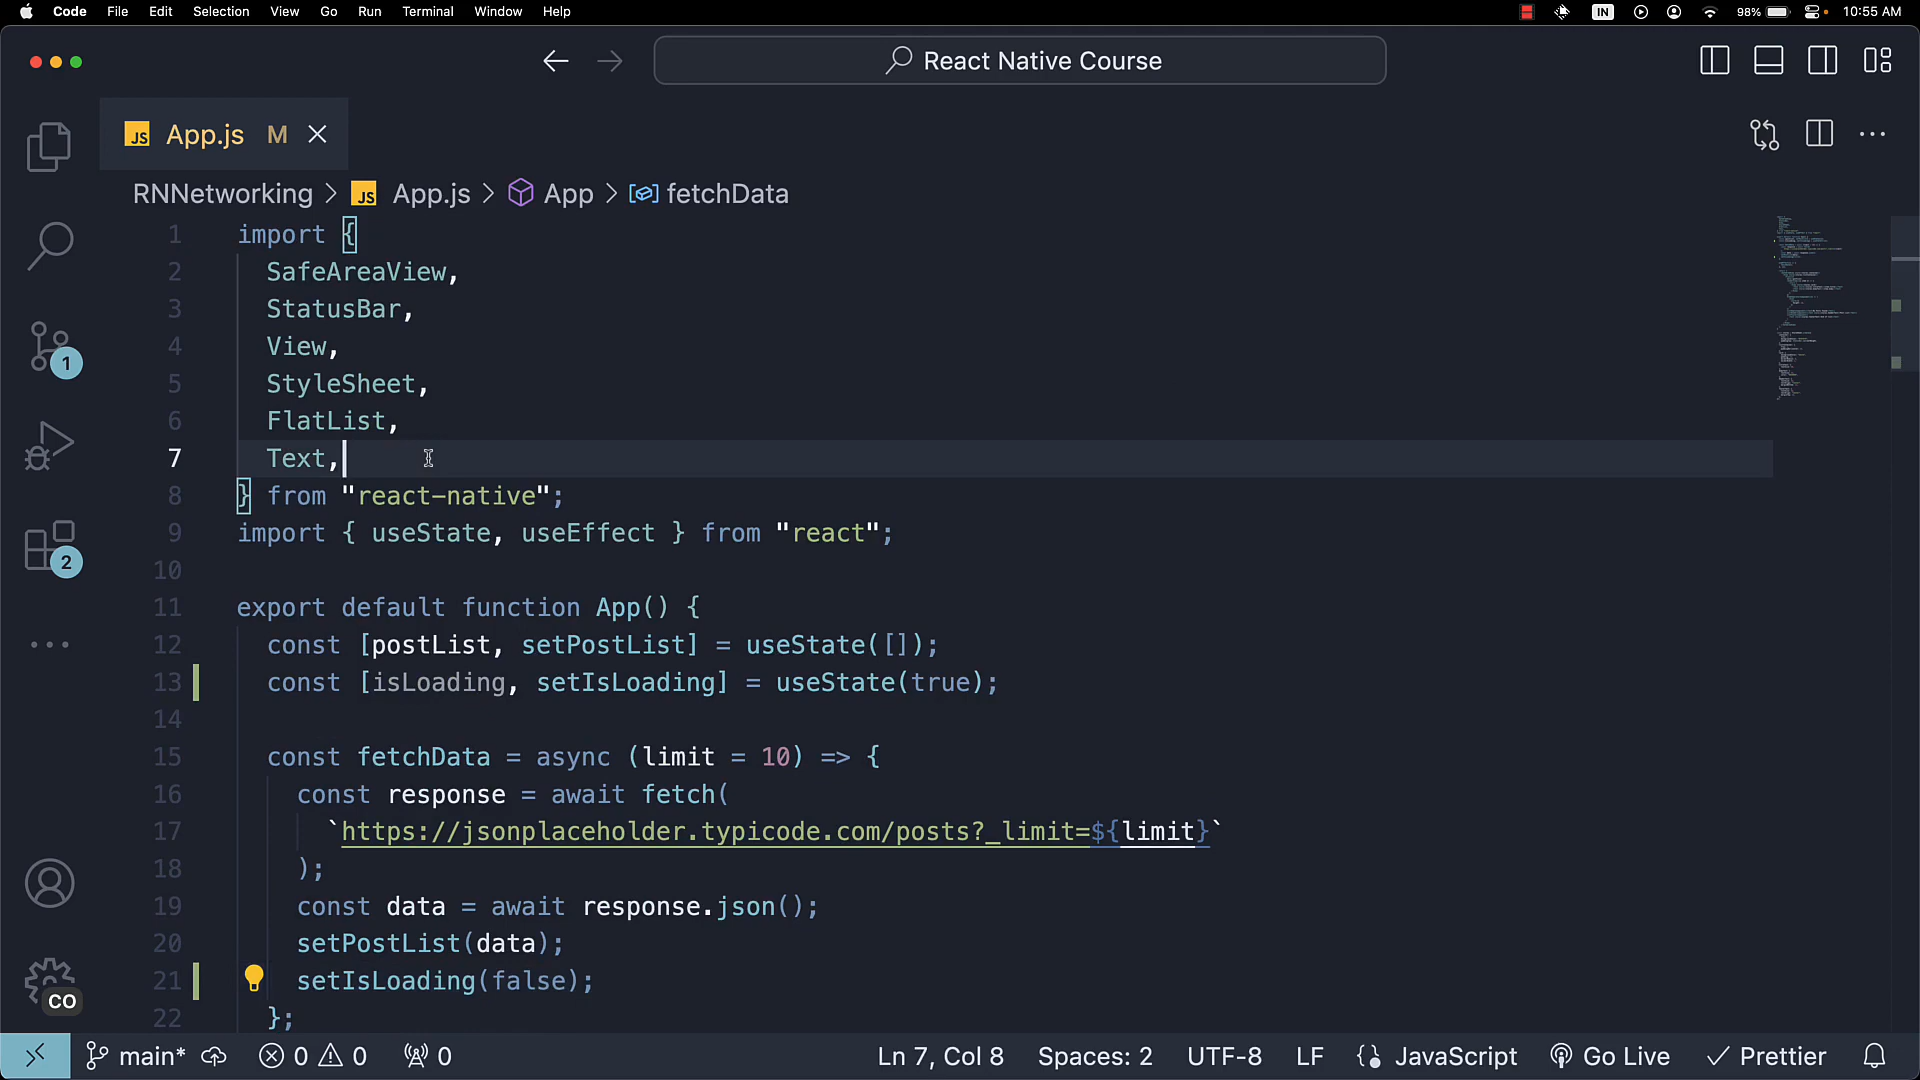 Code File Edit Selection View Go Run Terminal Window Help IN 98% 10:55 AM
React Native Course
JS App.js M
RNNetworking > JS App.js > App > fetchData
1 import {
2 SafeAreaView,
3 StatusBar,
4 View,
5 StyleSheet,
6 FlatList,
7 Text,
8 } from "react-native";
9 import { useState, useEffect } from "react";
10
11 export default function App() {
12 const [postList, setPostList] = useState([]);
13 const [isLoading, setIsLoading] = useState(true);
14
15 const fetchData = async (limit = 10) => {
16 const response = await fetch(
17 `https://jsonplaceholder.typicode.com/posts?_limit=${limit}`
18 );
19 const data = await response.json();
20 setPostList(data);
21 setIsLoading(false);
22 };
1
2
CO
main* 0 0 0 Ln 7, Col 8 Spaces: 2 UTF-8 LF JavaScript Go Live Prettier